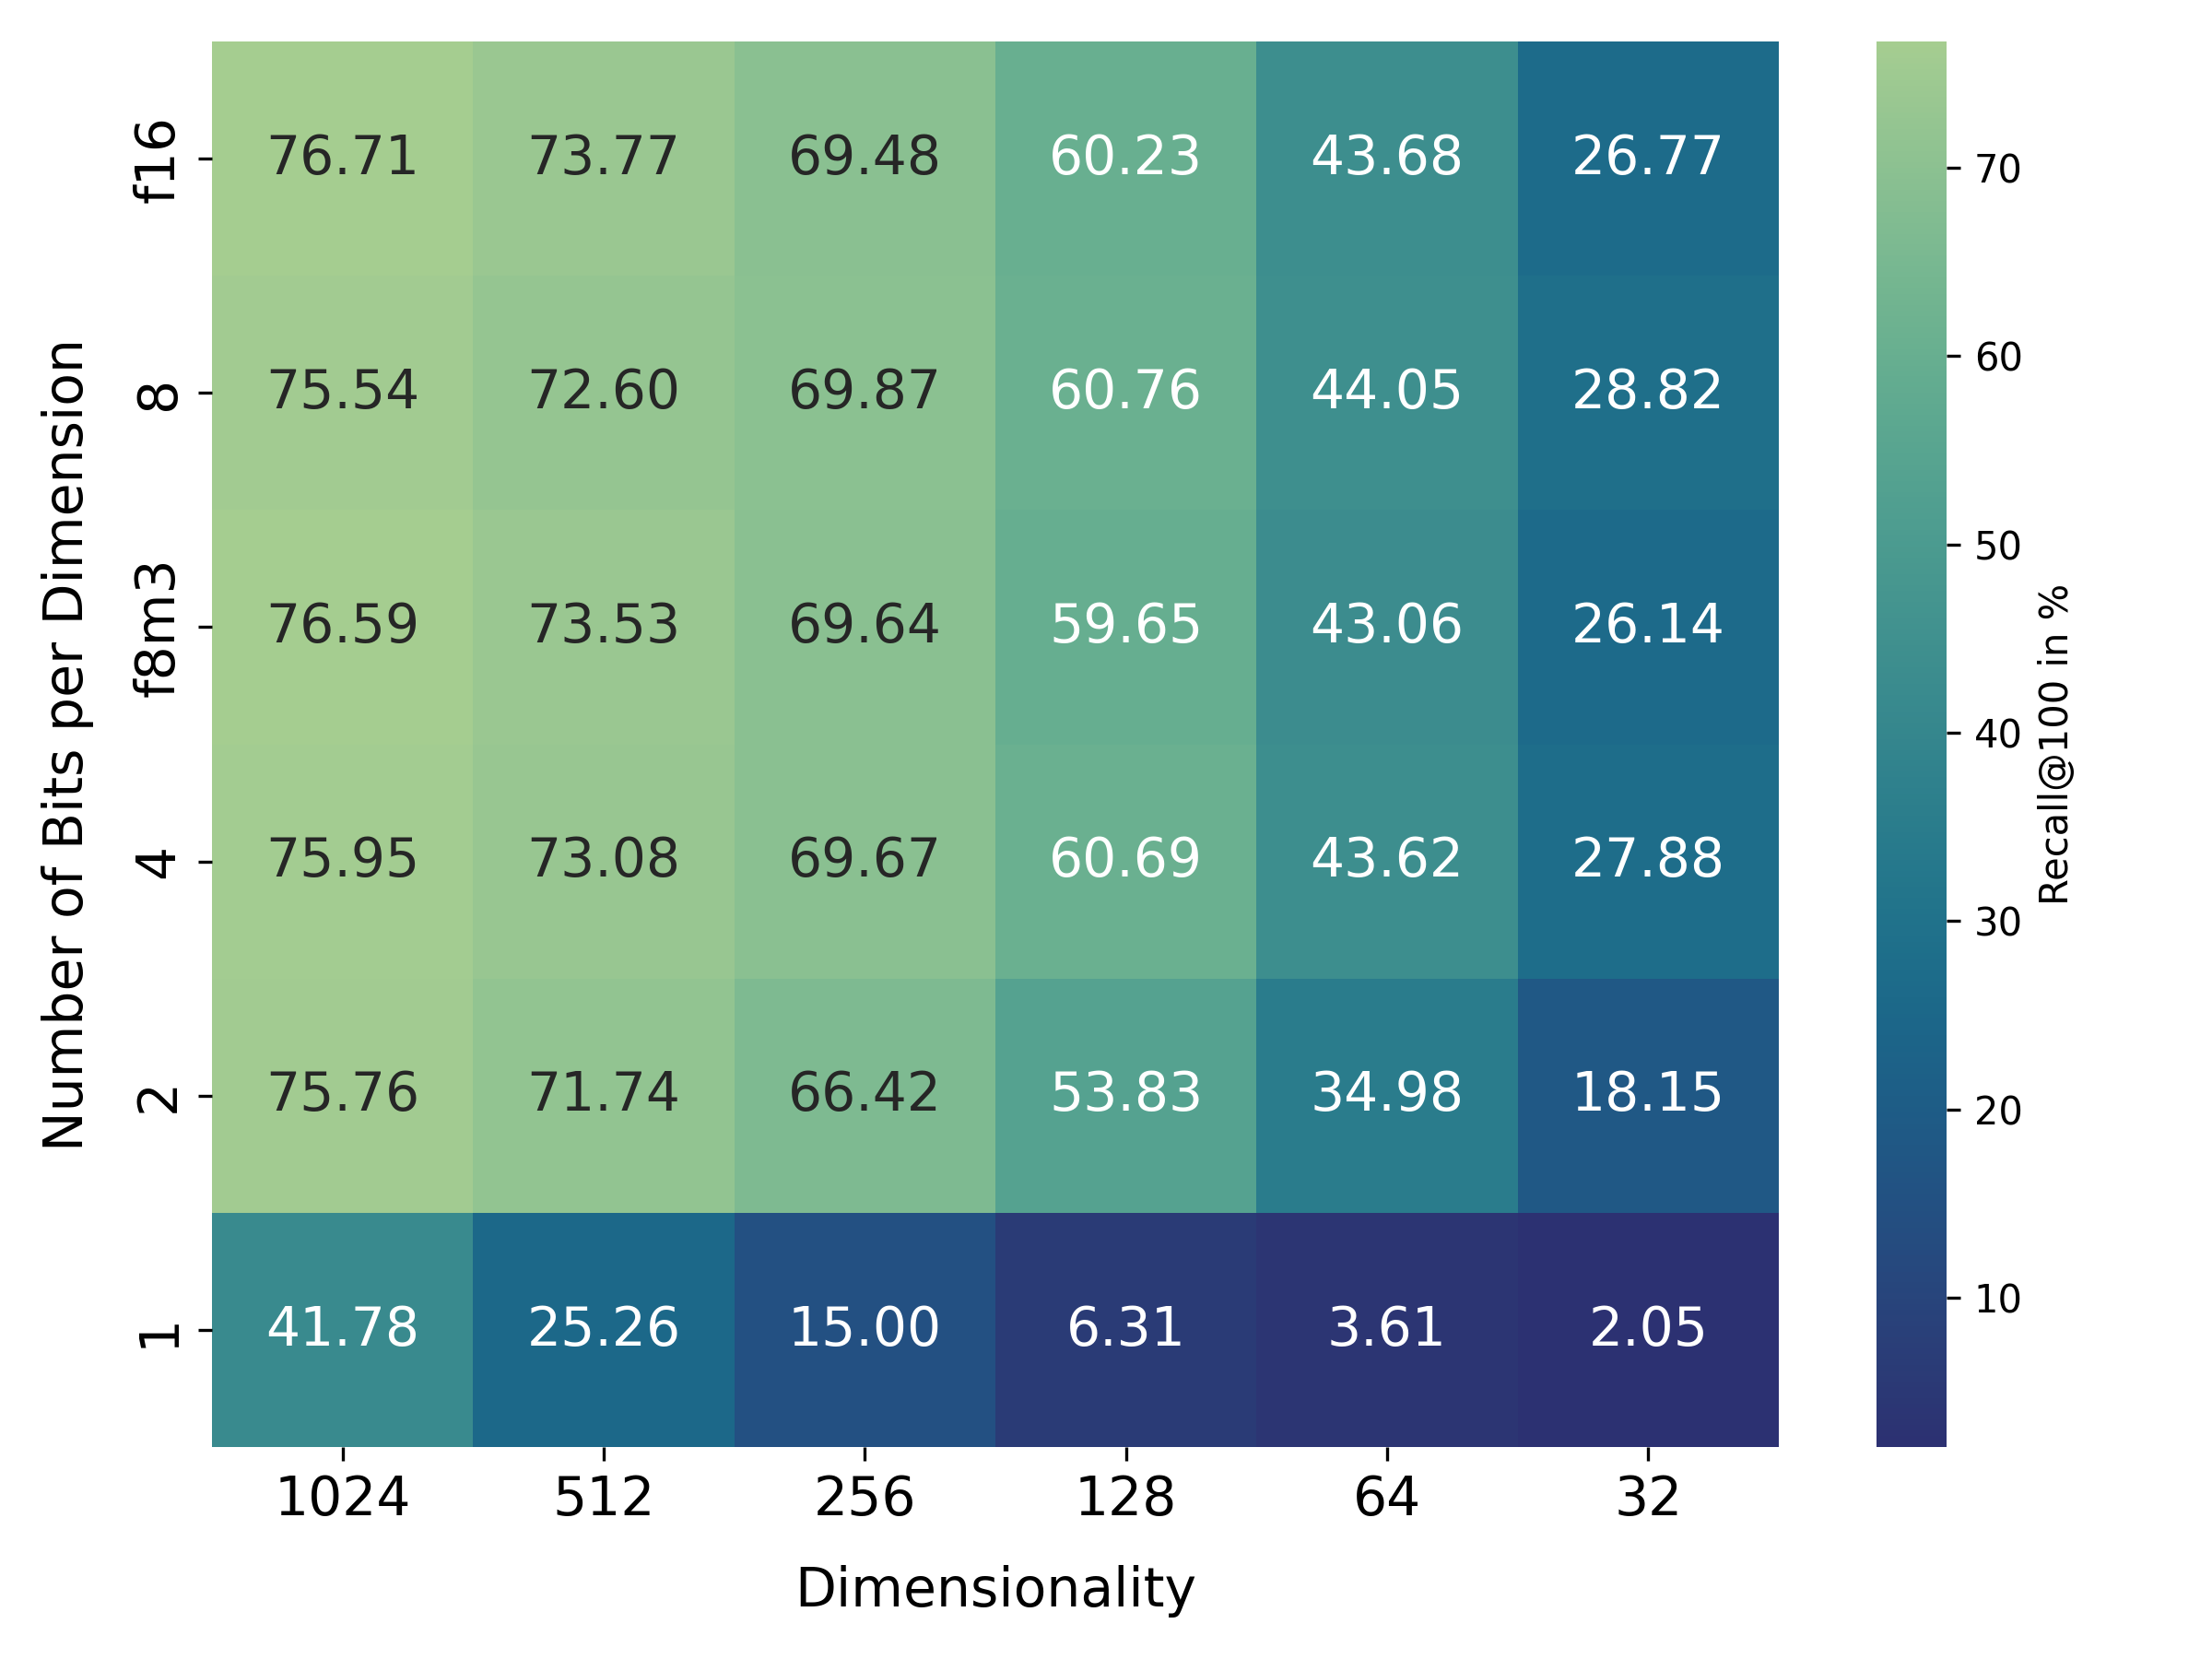 Number of Bits per Dimension
f16 76.71 73.77 69.48 60.23 43.68 26.77
8 75.54 72.60 69.87 60.76 44.05 28.82
f8m3 76.59 73.53 69.64 59.65 43.06 26.14
4 75.95 73.08 69.67 60.69 43.62 27.88
2 75.76 71.74 66.42 53.83 34.98 18.15
1 41.78 25.26 15.00 6.31 3.61 2.05
1024 512 256 128 64 32
Dimensionality
70
60
50
40
30
20
10
Recall@100 in %